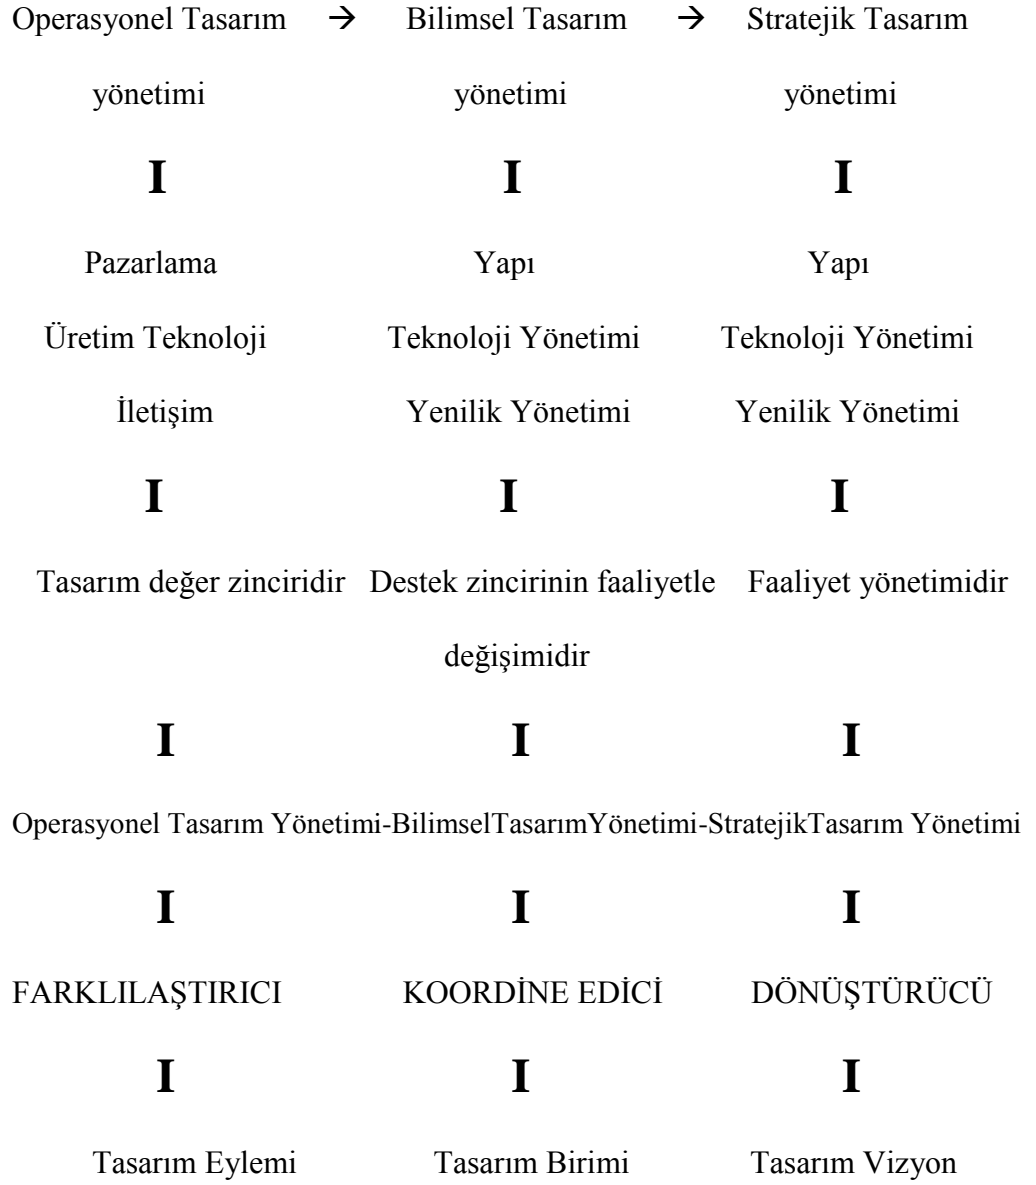 Operasyonel Tasarım → Bilimsel Tasarım → Stratejik Tasarım
yönetimi yönetimi yönetimi
I I I
Pazarlama Yapı Yapı
Üretim Teknoloji Teknoloji Yönetimi Teknoloji Yönetimi
İletişim Yenilik Yönetimi Yenilik Yönetimi
I I I
Tasarım değer zinciridir Destek zincirinin faaliyetle Faaliyet yönetimidir
değişimidir
I I I
Operasyonel Tasarım Yönetimi-BilimselTasarımYönetimi-StratejikTasarım Yönetimi
I I I
FARKLILAŞTIRICI KOORDİNE EDİCİ DÖNÜŞTÜRÜCÜ
I I I
Tasarım Eylemi Tasarım Birimi Tasarım Vizyon